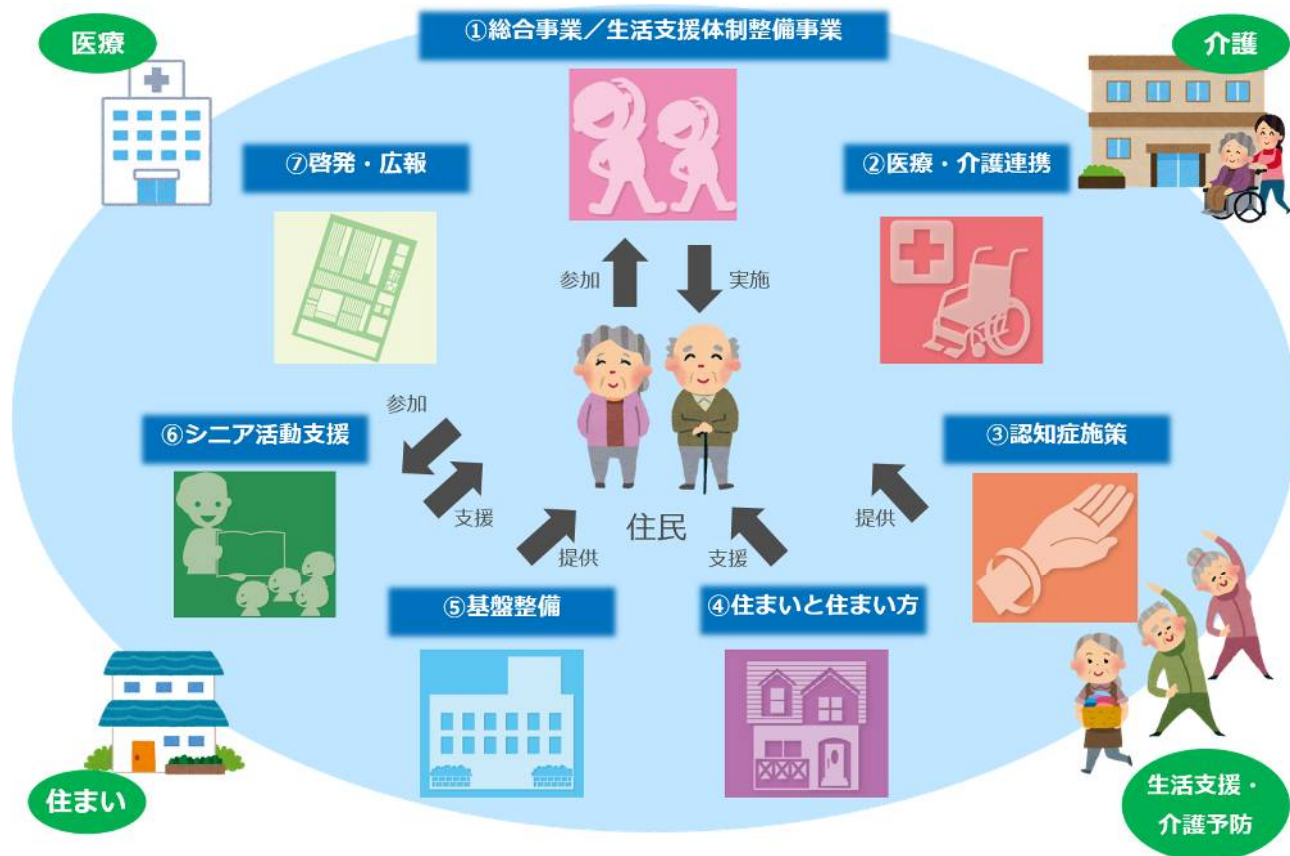 医療
①総合事業／生活支援体制整備事業
介護
⑦啓発・広報
②医療・介護連携
参加
実施
参加
⑥シニア活動支援
③認知症施策
支援
提供
住民
支援
提供
⑤基盤整備
④住まいと住まい方
住まい
生活支援・
介護予防